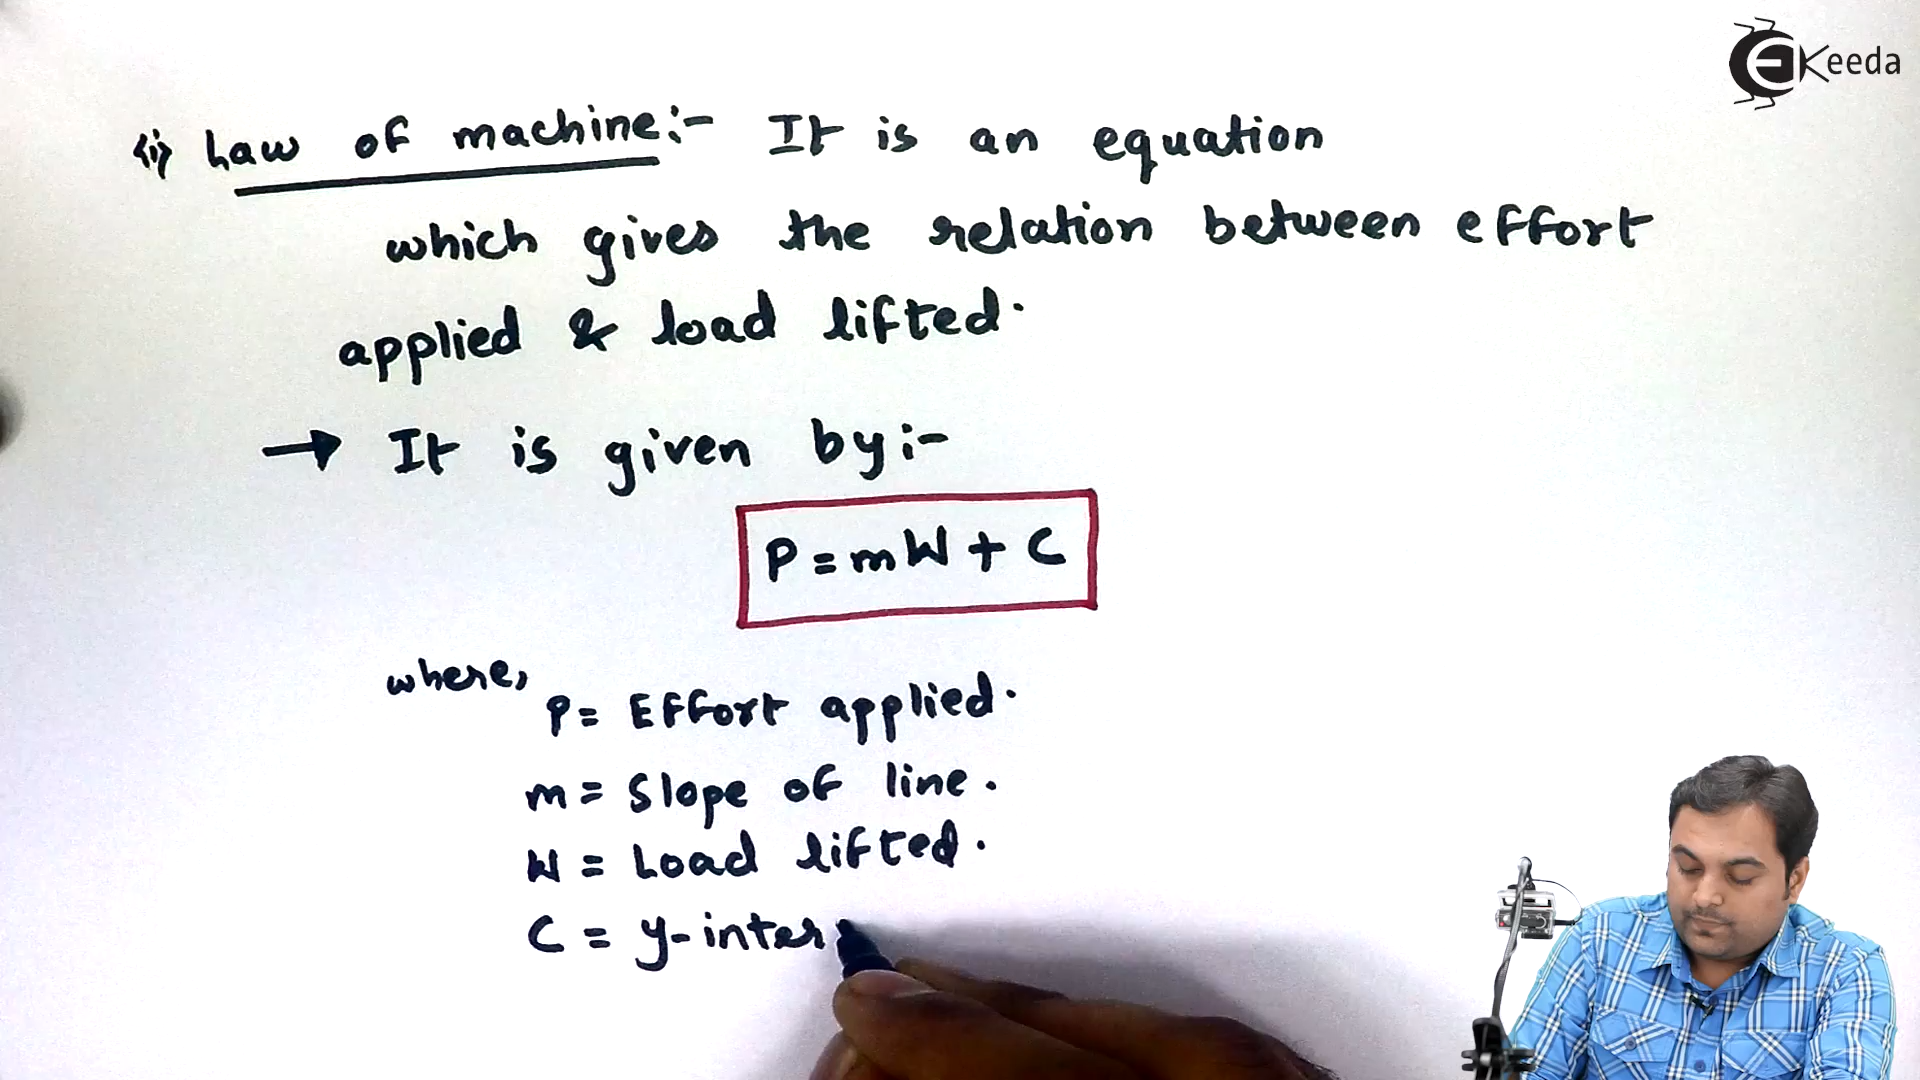 Keeda
(i) Law of machine:- It is an equation
which gives the relation between effort
applied & load lifted.
→ It is given by:-
P = mW + C
where,
P = Effort applied.
m = Slope of line.
W = Load lifted.
C = y-inter